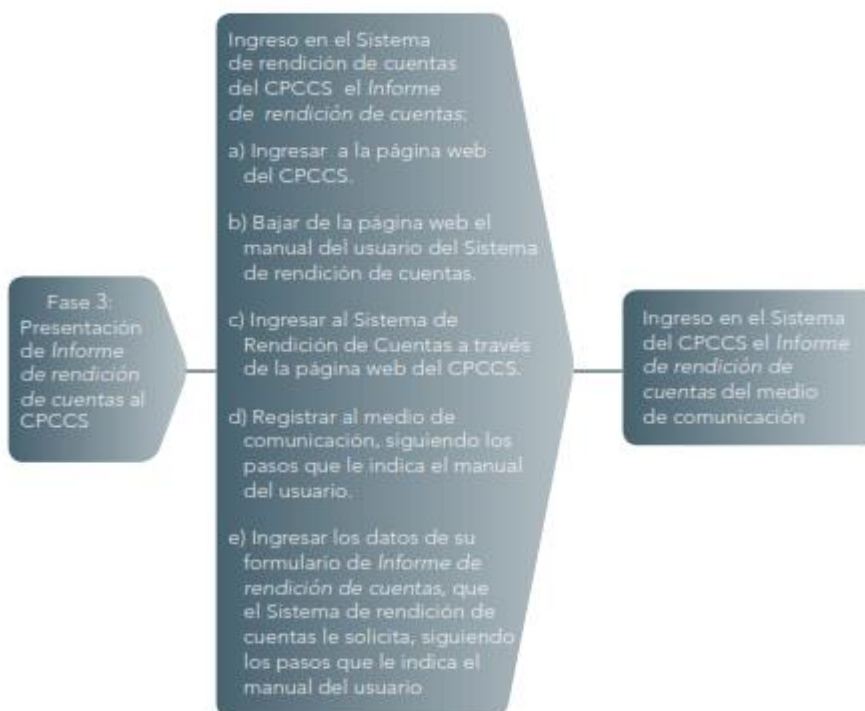 Fase 3:
Presentación
de Informe
de rendición
de cuentas al
CPCCS
Ingreso en el Sistema
de rendición de cuentas
del CPCCS el Informe
de rendición de cuentas:
a) Ingresar a la página web
del CPCCS.
b) Bajar de la página web el
manual del usuario del Sistema
de rendición de cuentas.
c) Ingresar al Sistema de
Rendición de Cuentas a través
de la página web del CPCCS.
d) Registrar al medio de
comunicación, siguiendo los
pasos que le indica el manual
del usuario.
e) Ingresar los datos de su
formulario de Informe de
rendición de cuentas, que
el Sistema de rendición de
cuentas le solicita, siguiendo
los pasos que le indica el
manual del usuario
Ingreso en el Sistema
del CPCCS el Informe
de rendición de
cuentas del medio
de comunicación